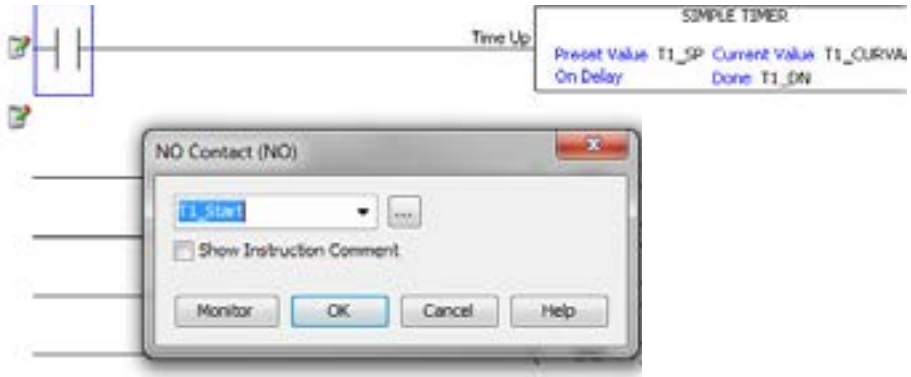 SIMPLE TIMER
Time Up
Preset Value T1_SP Current Value T1_CURVA
On Delay Done T1_DN
NO Contact (NO)
T1_Start
...
Show Instruction Comment
Monitor OK Cancel Help